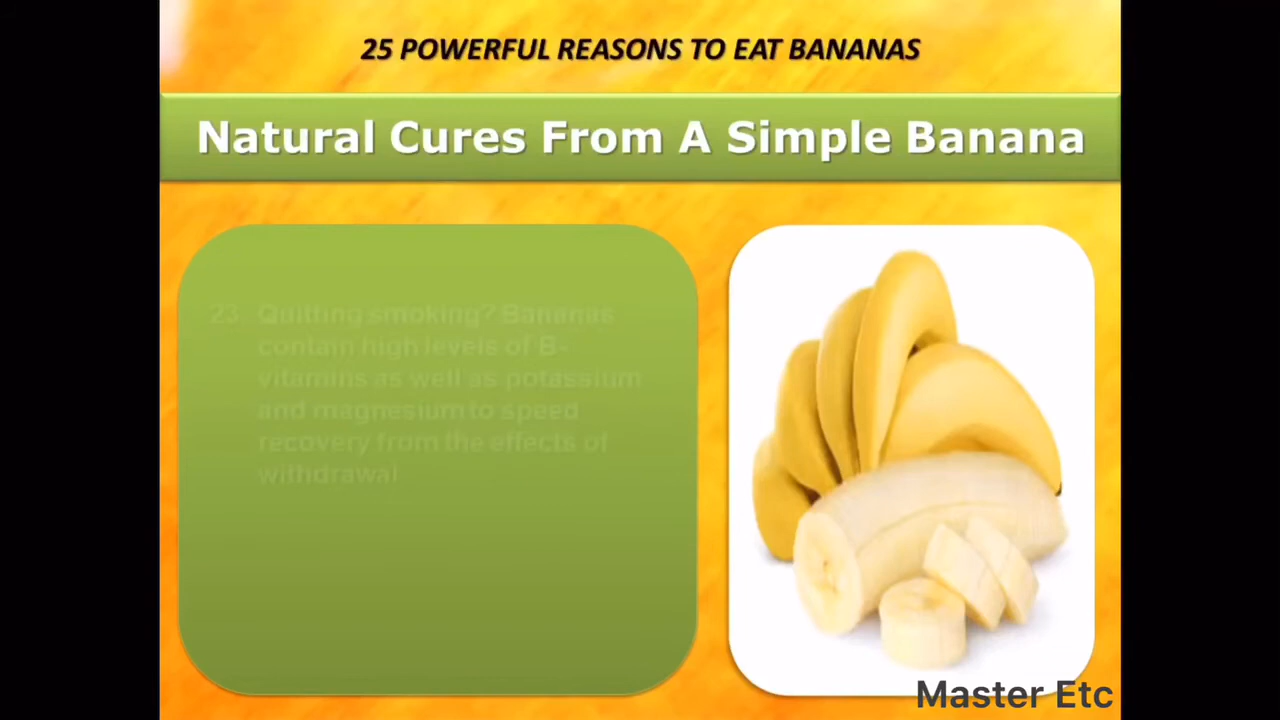 25 POWERFUL REASONS TO EAT BANANAS
Natural Cures From A Simple Banana
23. Quitting smoking? Bananas
contain high levels of B-
vitamins as well as potassium
and magnesium to speed
recovery from the effects of
withdrawal
Master Etc